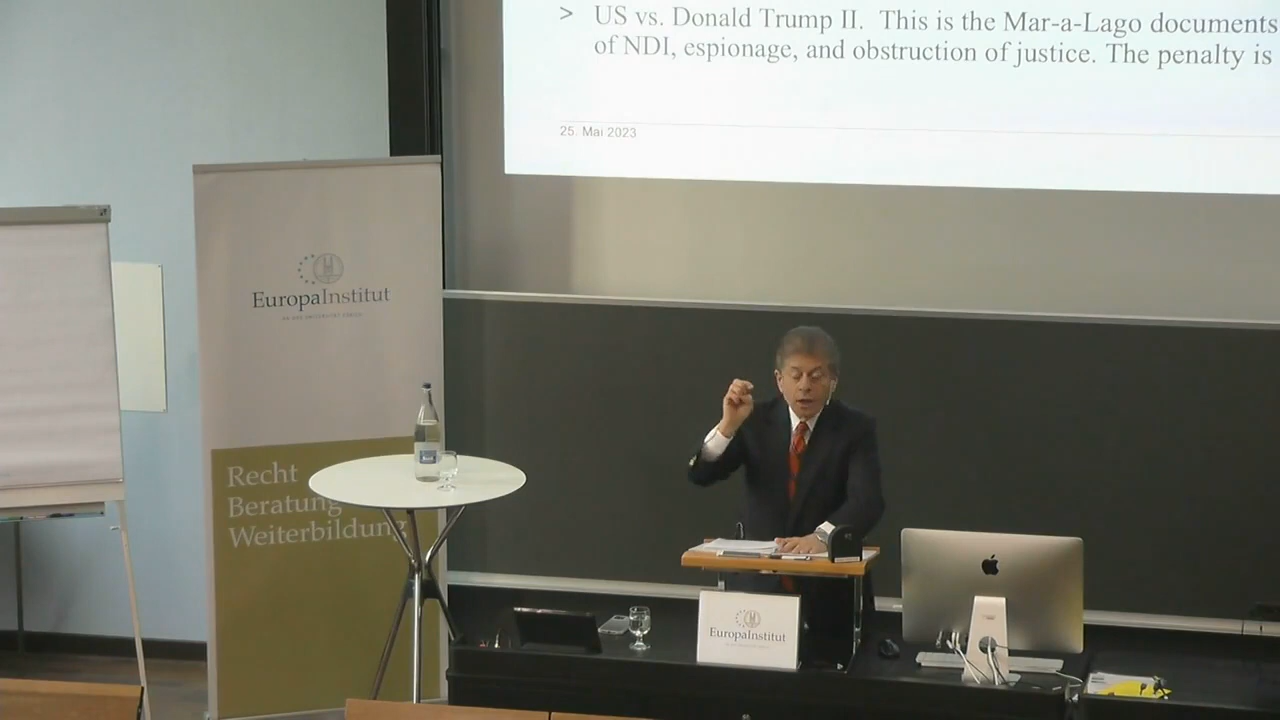 > US vs. Donald Trump II. This is the Mar-a-Lago documents
of NDI, espionage, and obstruction of justice. The penalty is
25. Mai 2023
EuropaInstitut
Recht
Beratung
Weiterbildung
EuropaInstitut